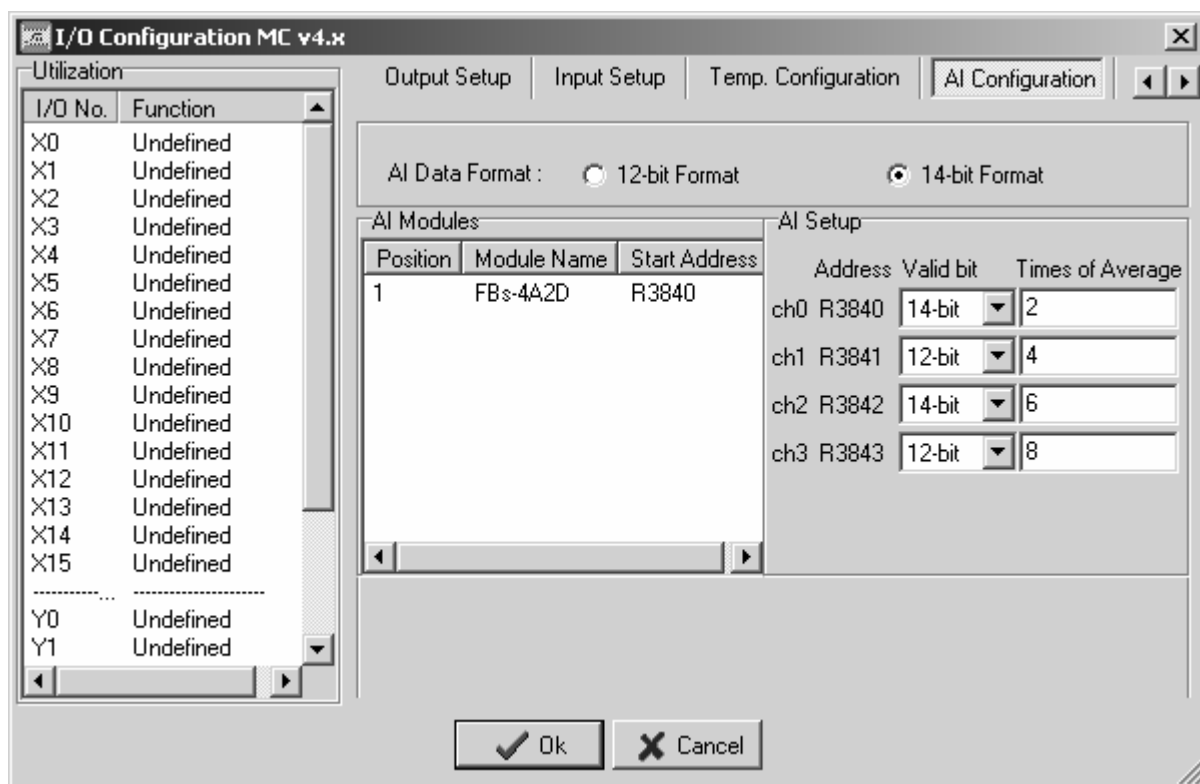 I/O Configuration MC v4.x
Utilization
I/O No. Function
X0 Undefined
X1 Undefined
X2 Undefined
X3 Undefined
X4 Undefined
X5 Undefined
X6 Undefined
X7 Undefined
X8 Undefined
X9 Undefined
X10 Undefined
X11 Undefined
X12 Undefined
X13 Undefined
X14 Undefined
X15 Undefined
-----------... ----------------------
Y0 Undefined
Y1 Undefined
Output Setup Input Setup Temp. Configuration AI Configuration
AI Data Format : 12-bit Format 14-bit Format
AI Modules
Position Module Name Start Address
1 FBs-4A2D R3840
AI Setup
Address Valid bit Times of Average
ch0 R3840 14-bit 2
ch1 R3841 12-bit 4
ch2 R3842 14-bit 6
ch3 R3843 12-bit 8
Ok Cancel